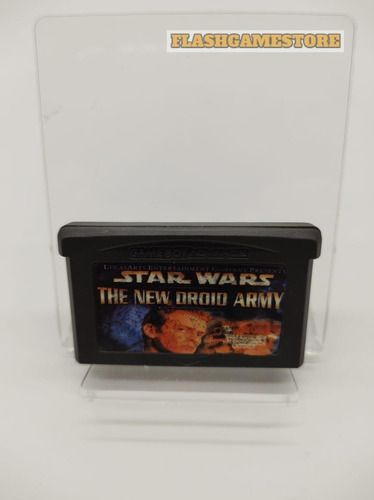 FLASHGAMESTORE
GAME BOY ADVANCE
LUCASARTS ENTERTAINMENT COMPANY PRESENTS
STAR WARS
THE NEW DROID ARMY